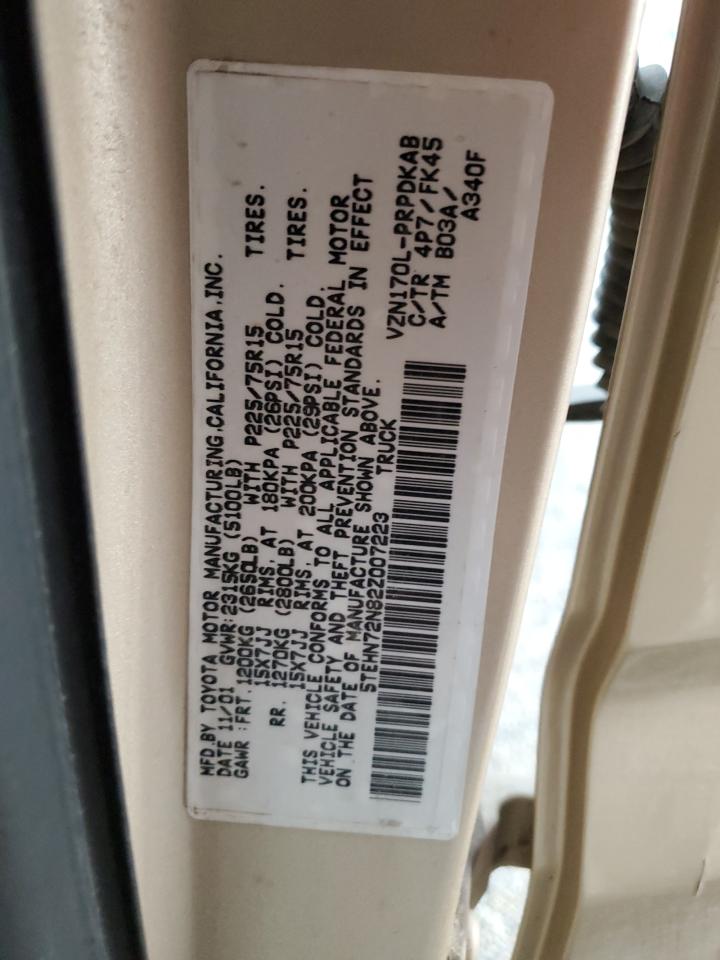 MFD.BY TOYOTA MOTOR MANUFACTURING,CALIFORNIA,INC.
DATE 11/01 GVWR:2315KG (5100LB)
GAWR :FRT.1200KG (2650LB) WITH P225/75R15 TIRES.
15X7JJ RIMS, AT 180KPA (26PSI) COLD.
RR. 1270KG (2800LB) WITH P225/75R15 TIRES.
15X7JJ RIMS, AT 200KPA (29PSI) COLD.
THIS VEHICLE CONFORMS TO ALL APPLICABLE FEDERAL MOTOR
VEHICLE SAFETY AND THEFT PREVENTION STANDARDS IN EFFECT
ON THE DATE OF MANUFACTURE SHOWN ABOVE.
5TEHN72N82Z007223 TRUCK
VZN170L-PRPDKAB
C/TR 4P7/FK45
A/TM B03A/
A340F